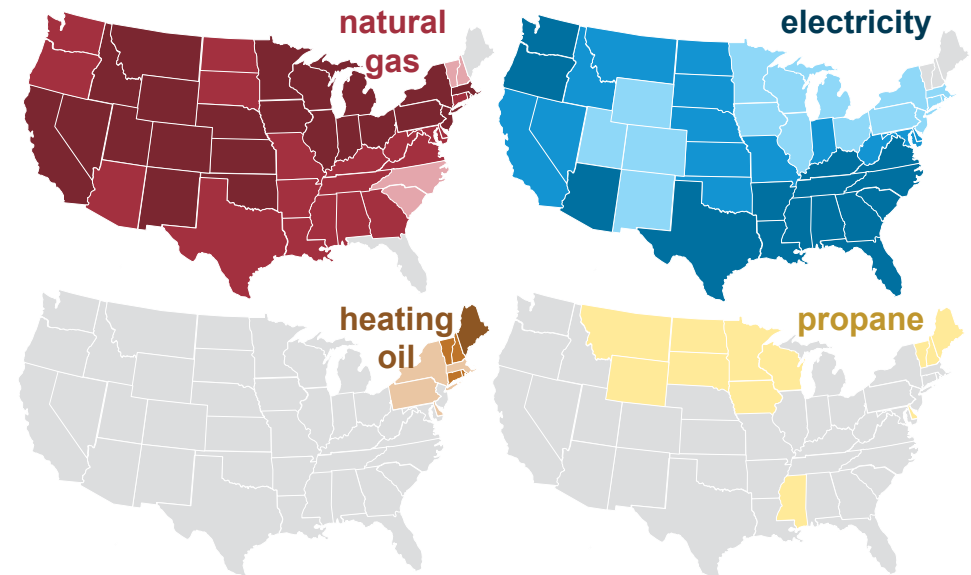 natural
gas
electricity
heating
oil
propane